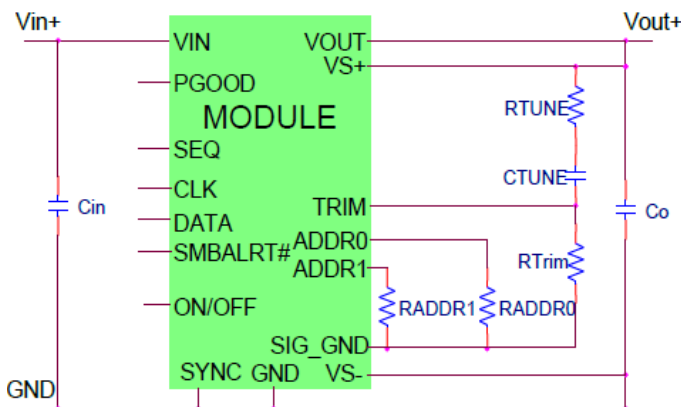 Vin+
Vout+
VIN
VOUT
VS+
PGOOD
RTUNE
MODULE
SEQ
CTUNE
CLK
TRIM
Cin
DATA
Co
ADDR0
SMBALRT#
ADDR1
RTrim
ON/OFF
RADDR1
RADDR0
SIG_GND
SYNC
GND
VS-
GND